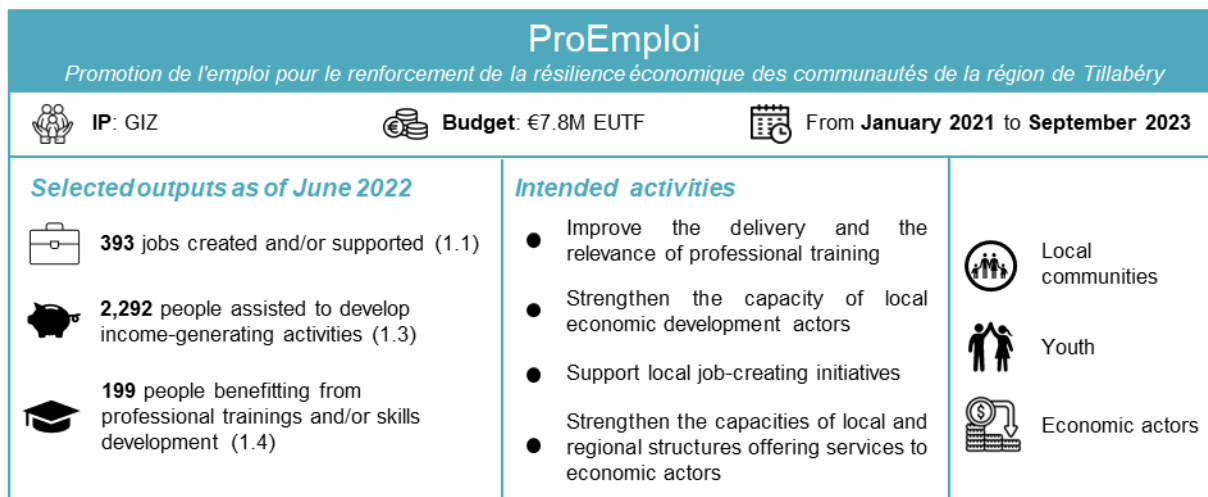 ProEmploi
Promotion de l'emploi pour le renforcement de la résilience économique des communautés de la région de Tillabéry
IP: GIZ
Budget: €7.8M EUTF
From January 2021 to September 2023
Selected outputs as of June 2022
393 jobs created and/or supported (1.1)
2,292 people assisted to develop
income-generating activities (1.3)
199 people benefitting from
professional trainings and/or skills
development (1.4)
Intended activities
● Improve the delivery and the
relevance of professional training
● Strengthen the capacity of local
economic development actors
● Support local job-creating initiatives
● Strengthen the capacities of local and
regional structures offering services to
economic actors
Local
communities
Youth
Economic actors